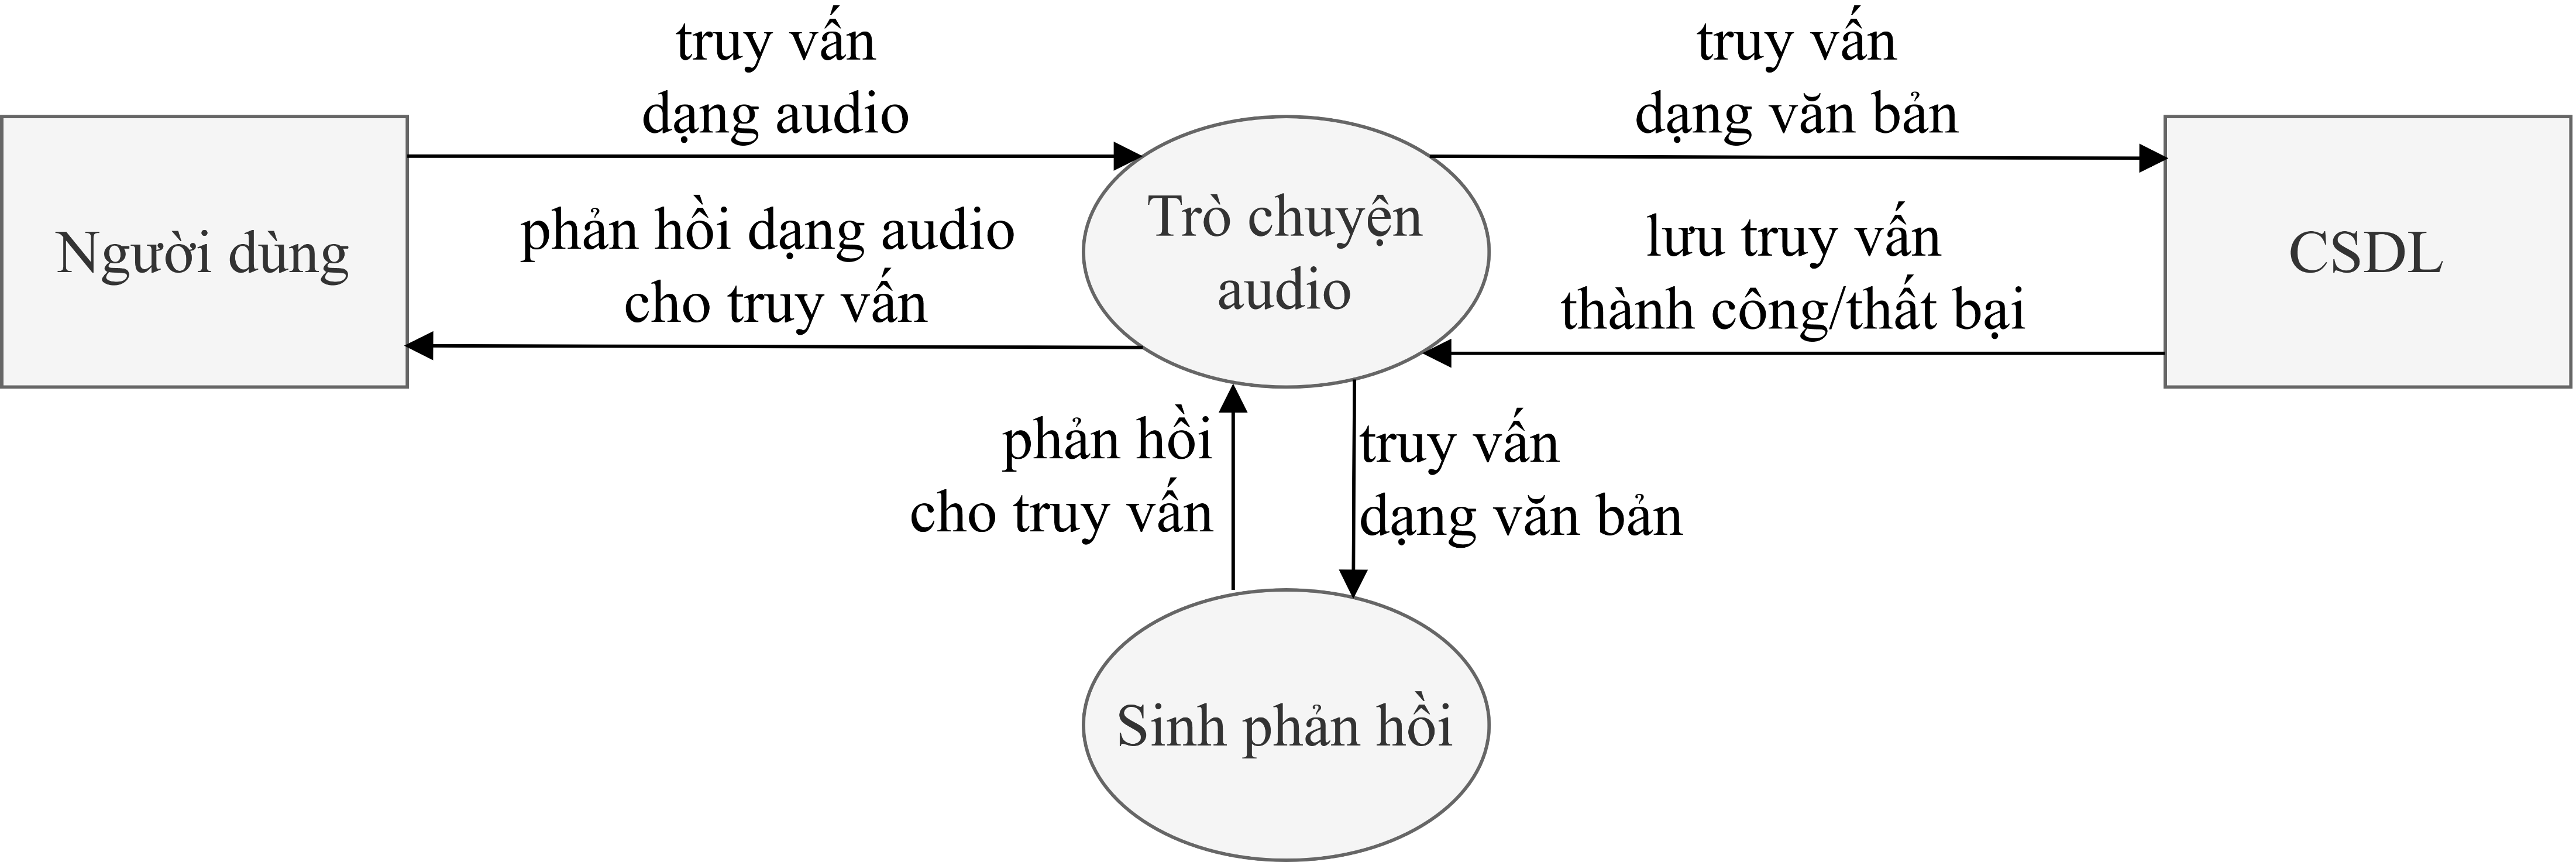 truy vấn
dạng audio
truy vấn
dạng văn bản
Người dùng
phản hồi dạng audio
cho truy vấn
Trò chuyện
audio
lưu truy vấn
thành công/thất bại
CSDL
phản hồi
cho truy vấn
truy vấn
dạng văn bản
Sinh phản hồi